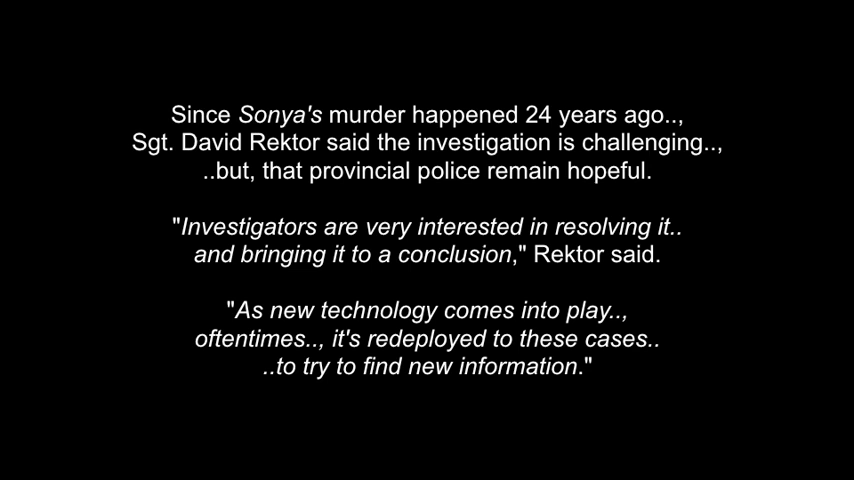 Since Sonya's murder happened 24 years ago..,
Sgt. David Rektor said the investigation is challenging..,
..but, that provincial police remain hopeful.
"Investigators are very interested in resolving it..
and bringing it to a conclusion," Rektor said.
"As new technology comes into play..,
oftentimes.., it's redeployed to these cases..
..to try to find new information."